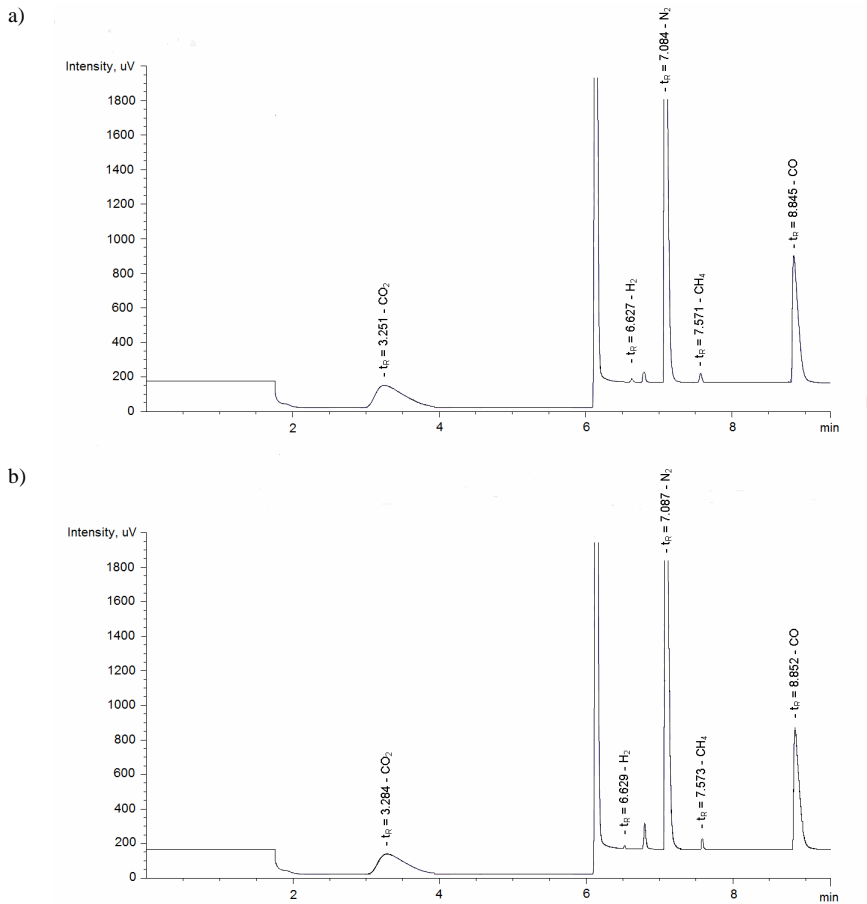 a)
Intensity, uV
1800
1600
1400
1200
1000
800
600
400
200
0
2
4
6
8
min
- tR = 3.251 - CO2
- tR = 6.627 - H2
- tR = 7.084 - N2
- tR = 7.571 - CH4
- tR = 8.845 - CO
b)
Intensity, uV
1800
1600
1400
1200
1000
800
600
400
200
0
2
4
6
8
min
- tR = 3.284 - CO2
- tR = 6.629 - H2
- tR = 7.087 - N2
- tR = 7.573 - CH4
- tR = 8.852 - CO